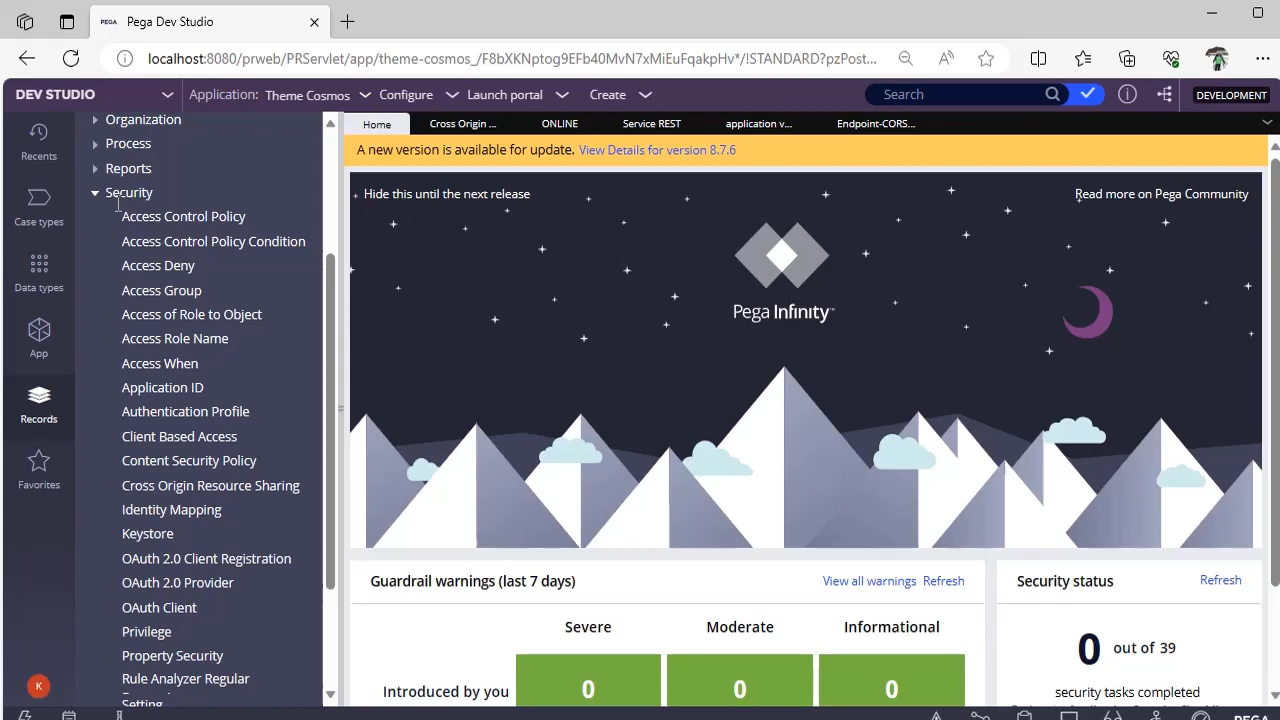 PEGA Pega Dev Studio
localhost:8080/prweb/PRServlet/app/theme-cosmos_/F8bXKNptog9EFb40MvN7xMiEuFqakpHv*/!STANDARD?pzPost...
DEV STUDIO Application: Theme Cosmos Configure Launch portal Create Search DEVELOPMENT
Recents
Case types
Data types
App
Records
Favorites
K
Organization
Process
Reports
Security
Access Control Policy
Access Control Policy Condition
Access Deny
Access Group
Access of Role to Object
Access Role Name
Access When
Application ID
Authentication Profile
Client Based Access
Content Security Policy
Cross Origin Resource Sharing
Identity Mapping
Keystore
OAuth 2.0 Client Registration
OAuth 2.0 Provider
OAuth Client
Privilege
Property Security
Rule Analyzer Regular
Setting
Home Cross Origin ... ONLINE Service REST application v... Endpoint-CORS...
A new version is available for update. View Details for version 8.7.6
Hide this until the next release Read more on Pega Community
Pega Infinity™
Guardrail warnings (last 7 days) View all warnings Refresh
Severe Moderate Informational
Introduced by you 0 0 0
Security status Refresh
0 out of 39
security tasks completed
PEGA